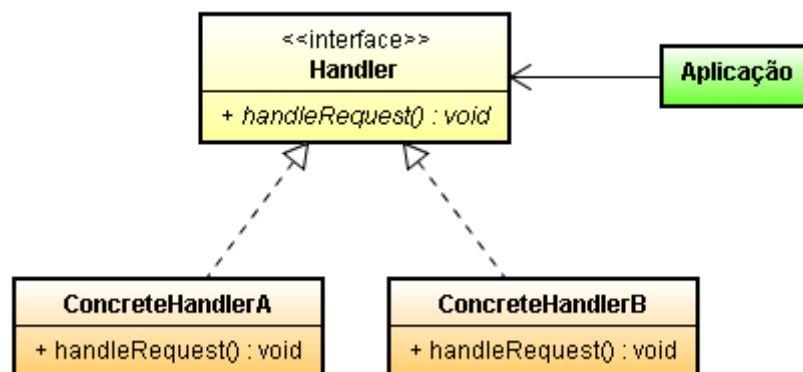 <<interface>>
Handler
+ handleRequest() : void
Aplicação
ConcreteHandlerA
+ handleRequest() : void
ConcreteHandlerB
+ handleRequest() : void